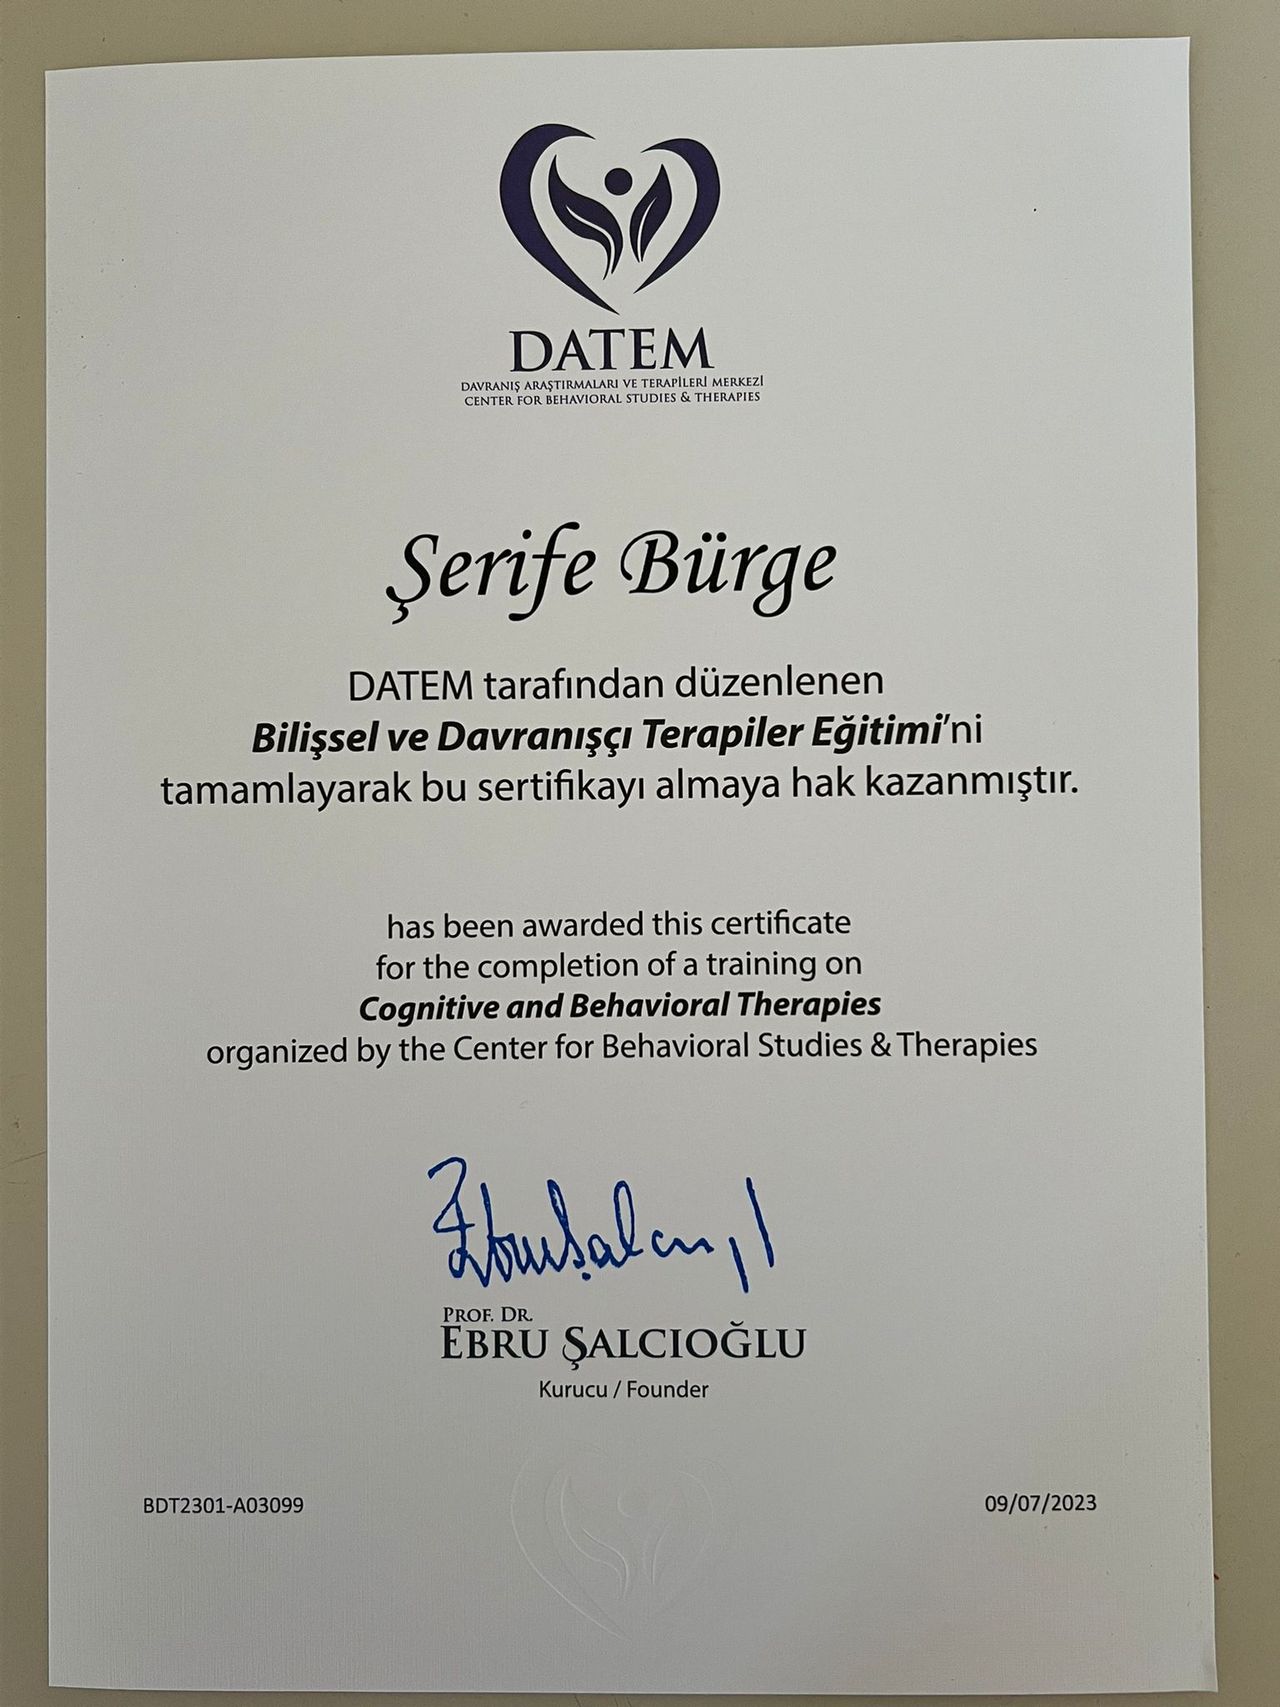 DATEM
DAVRANIŞ ARAŞTIRMALARI VE TERAPİLERİ MERKEZİ
CENTER FOR BEHAVIORAL STUDIES & THERAPIES
Şerife Bürge
DATEM tarafından düzenlenen
Bilişsel ve Davranışçı Terapiler Eğitimi'ni
tamamlayarak bu sertifikayı almaya hak kazanmıştır.
has been awarded this certificate
for the completion of a training on
Cognitive and Behavioral Therapies
organized by the Center for Behavioral Studies & Therapies
PROF. DR.
EBRU ŞALCIOĞLU
Kurucu / Founder
BDT2301-A03099
09/07/2023